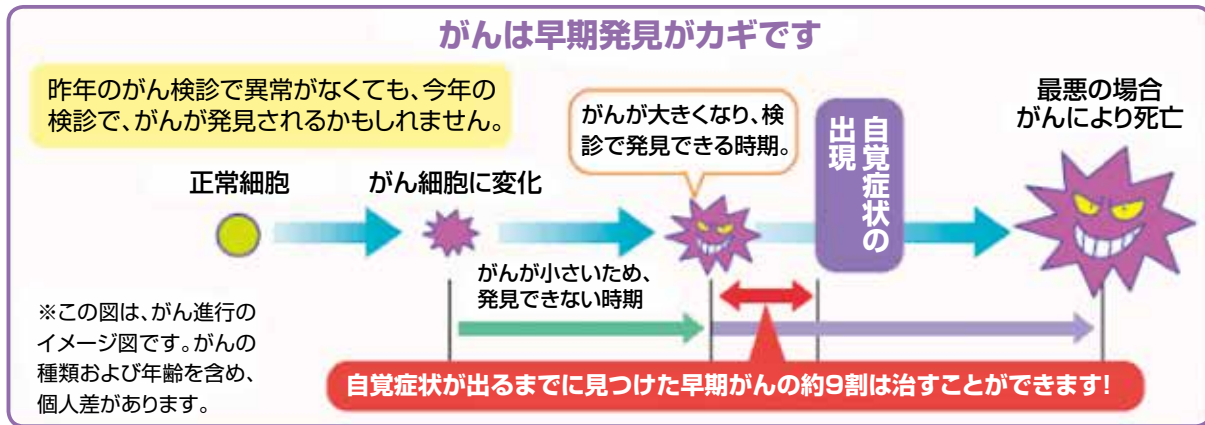 がんは早期発見がカギです
昨年のがん検診で異常がなくても、今年の
検診で、がんが発見されるかもしれません。
がんが大きくなり、検
診で発見できる時期。
自覚症状の
出現
最悪の場合
がんにより死亡
正常細胞
がん細胞に変化
がんが小さいため、
発見できない時期
※この図は、がん進行の
イメージ図です。がんの
種類および年齢を含め、
個人差があります。
自覚症状が出るまでに見つけた早期がんの約9割は治すことができます!